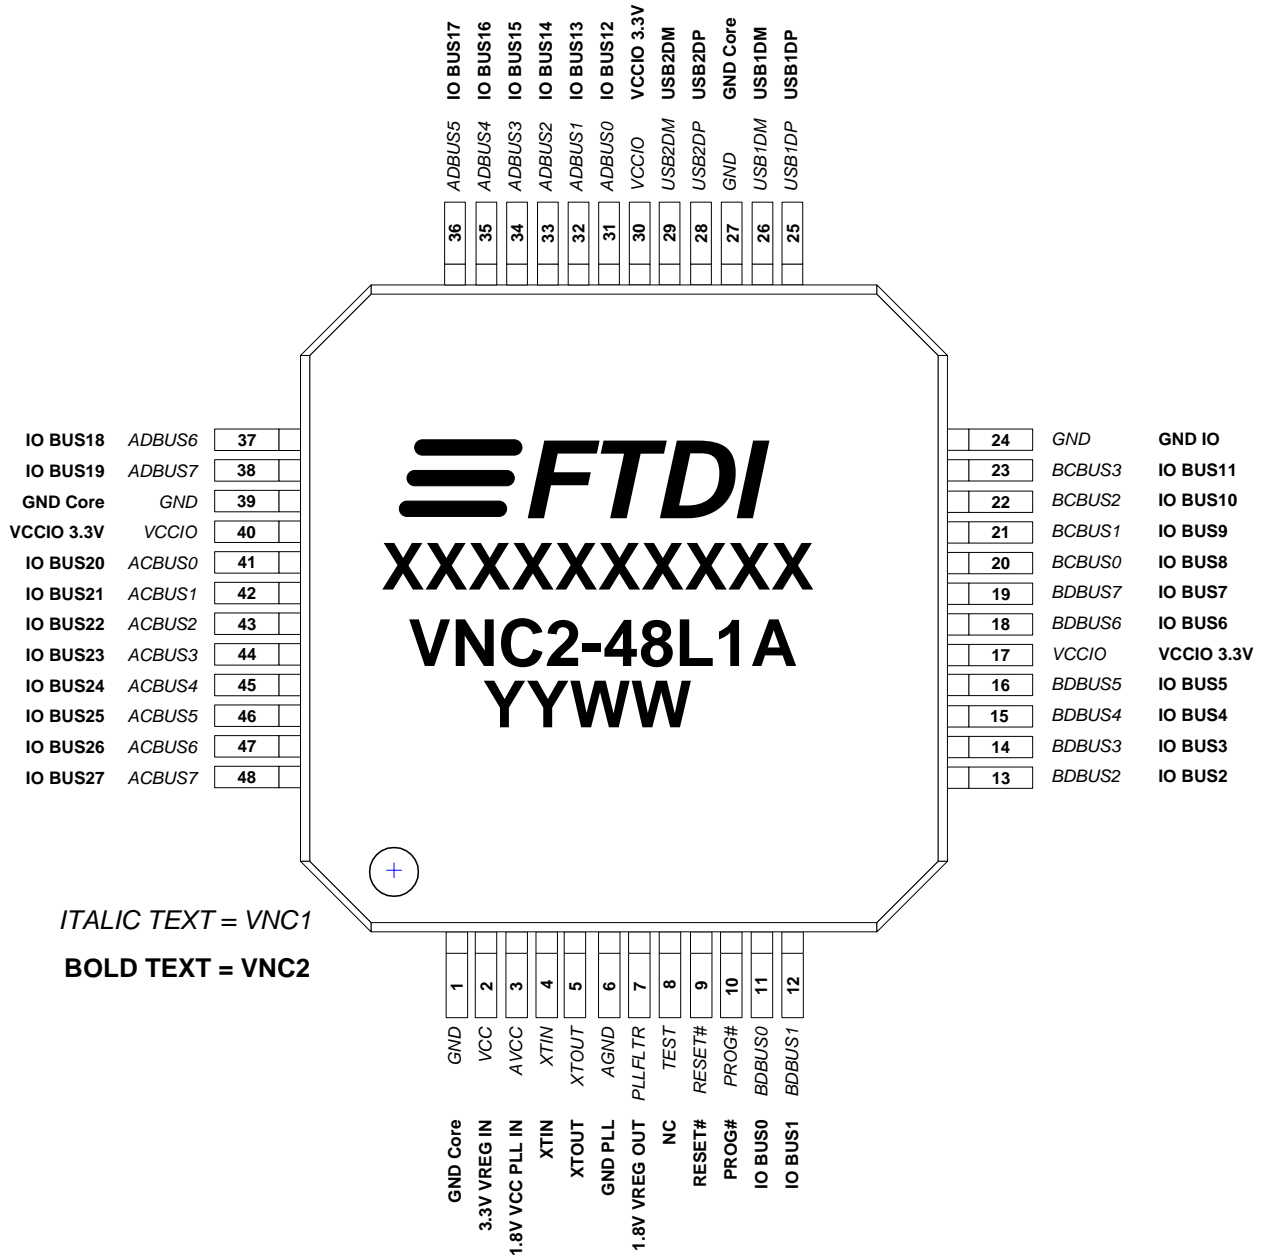 IO BUS17 IO BUS16 IO BUS15 IO BUS14 IO BUS13 IO BUS12 VCCIO 3.3V USB2DM USB2DP GND Core USB1DM USB1DP
ADBUS5 ADBUS4 ADBUS3 ADBUS2 ADBUS1 ADBUS0 VCCIO USB2DM USB2DP GND USB1DM USB1DP
36 35 34 33 32 31 30 29 28 27 26 25
IO BUS18 ADBUS6 37
IO BUS19 ADBUS7 38
GND Core GND 39
VCCIO 3.3V VCCIO 40
IO BUS20 ACBUS0 41
IO BUS21 ACBUS1 42
IO BUS22 ACBUS2 43
IO BUS23 ACBUS3 44
IO BUS24 ACBUS4 45
IO BUS25 ACBUS5 46
IO BUS26 ACBUS6 47
IO BUS27 ACBUS7 48
FTDI
XXXXXXXXXX
VNC2-48L1A
YYWW
24 GND GND IO
23 BCBUS3 IO BUS11
22 BCBUS2 IO BUS10
21 BCBUS1 IO BUS9
20 BCBUS0 IO BUS8
19 BDBUS7 IO BUS7
18 BDBUS6 IO BUS6
17 VCCIO VCCIO 3.3V
16 BDBUS5 IO BUS5
15 BDBUS4 IO BUS4
14 BDBUS3 IO BUS3
13 BDBUS2 IO BUS2
ITALIC TEXT = VNC1
BOLD TEXT = VNC2
1 2 3 4 5 6 7 8 9 10 11 12
GND VCC AVCC XTIN XTOUT AGND PLLFLTR TEST RESET# PROG# BDBUS0 BDBUS1
GND Core 3.3V VREG IN 1.8V VCC PLL IN XTIN XTOUT GND PLL 1.8V VREG OUT NC RESET# PROG# IO BUS0 IO BUS1